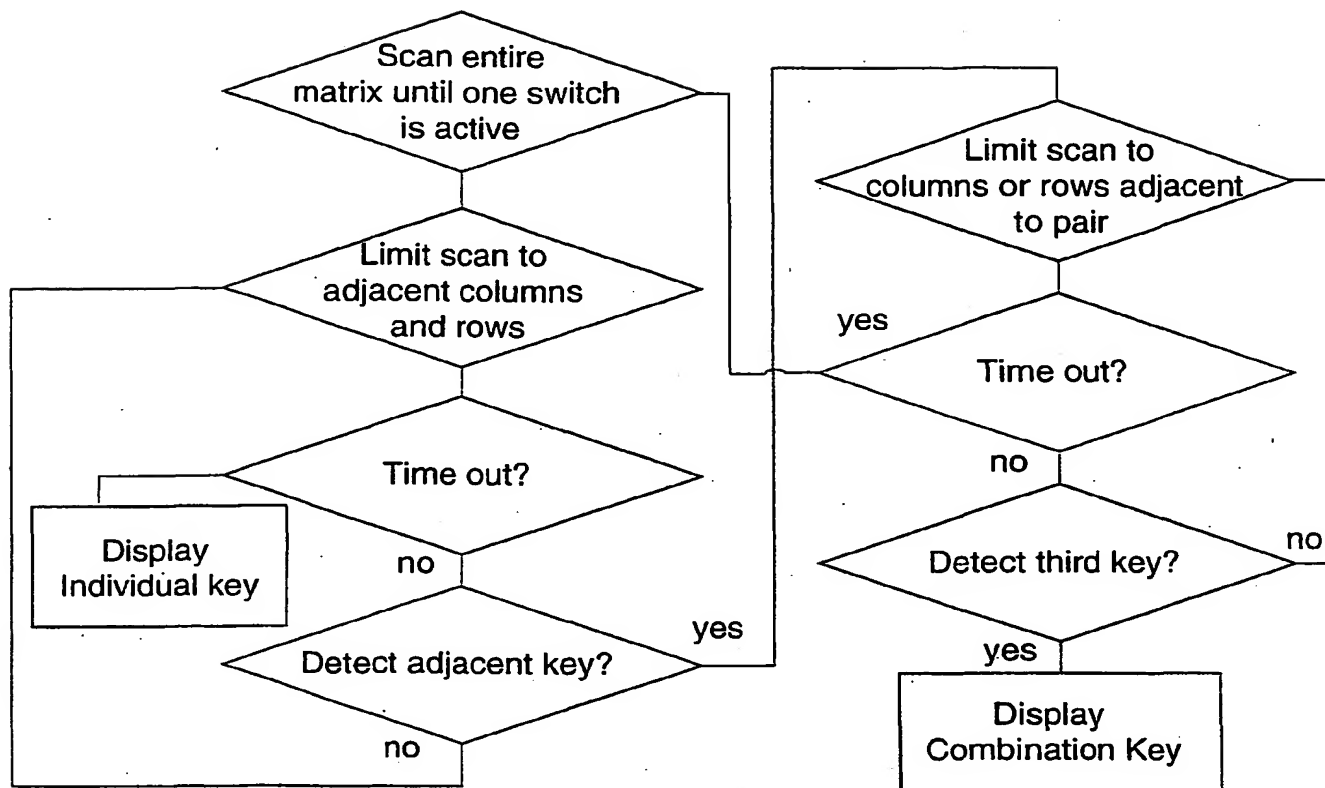 Scan entire
matrix until one switch
is active
Limit scan to
adjacent columns
and rows
Time out?
Display
Individual key
no
Detect adjacent key?
yes
no
Limit scan to
columns or rows adjacent
to pair
yes
Time out?
no
Detect third key?
no
yes
Display
Combination Key